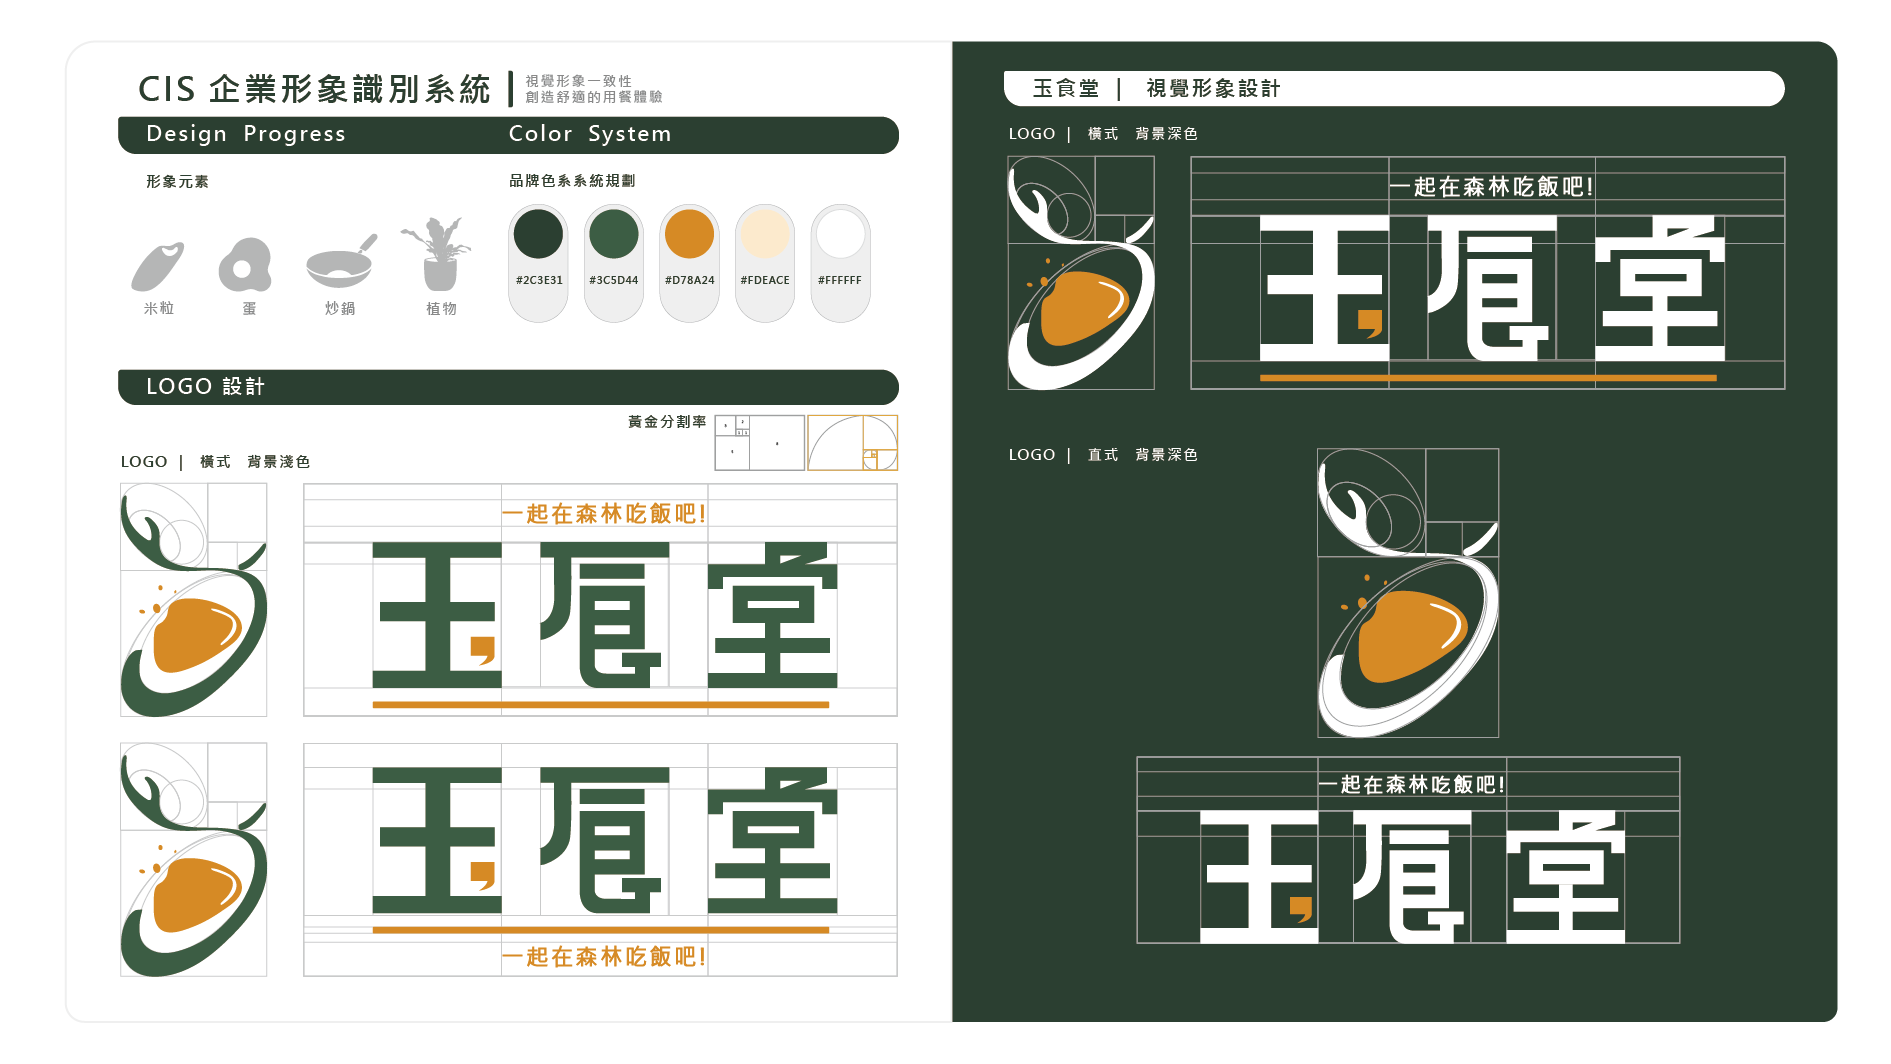 CIS 企業形象識別系統
視覺形象一致性
創造舒適的用餐體驗
Design Progress
Color System
形象元素
品牌色系系統規劃
米粒
蛋
炒鍋
植物
#2C3E31
#3C5D44
#D78A24
#FDEACE
#FFFFFF
LOGO 設計
黃金分割率
LOGO | 橫式 背景淺色
一起在森林吃飯吧!
玉食堂
玉食堂
一起在森林吃飯吧!
玉食堂 | 視覺形象設計
LOGO | 橫式 背景深色
一起在森林吃飯吧!
玉食堂
LOGO | 直式 背景深色
一起在森林吃飯吧!
玉食堂